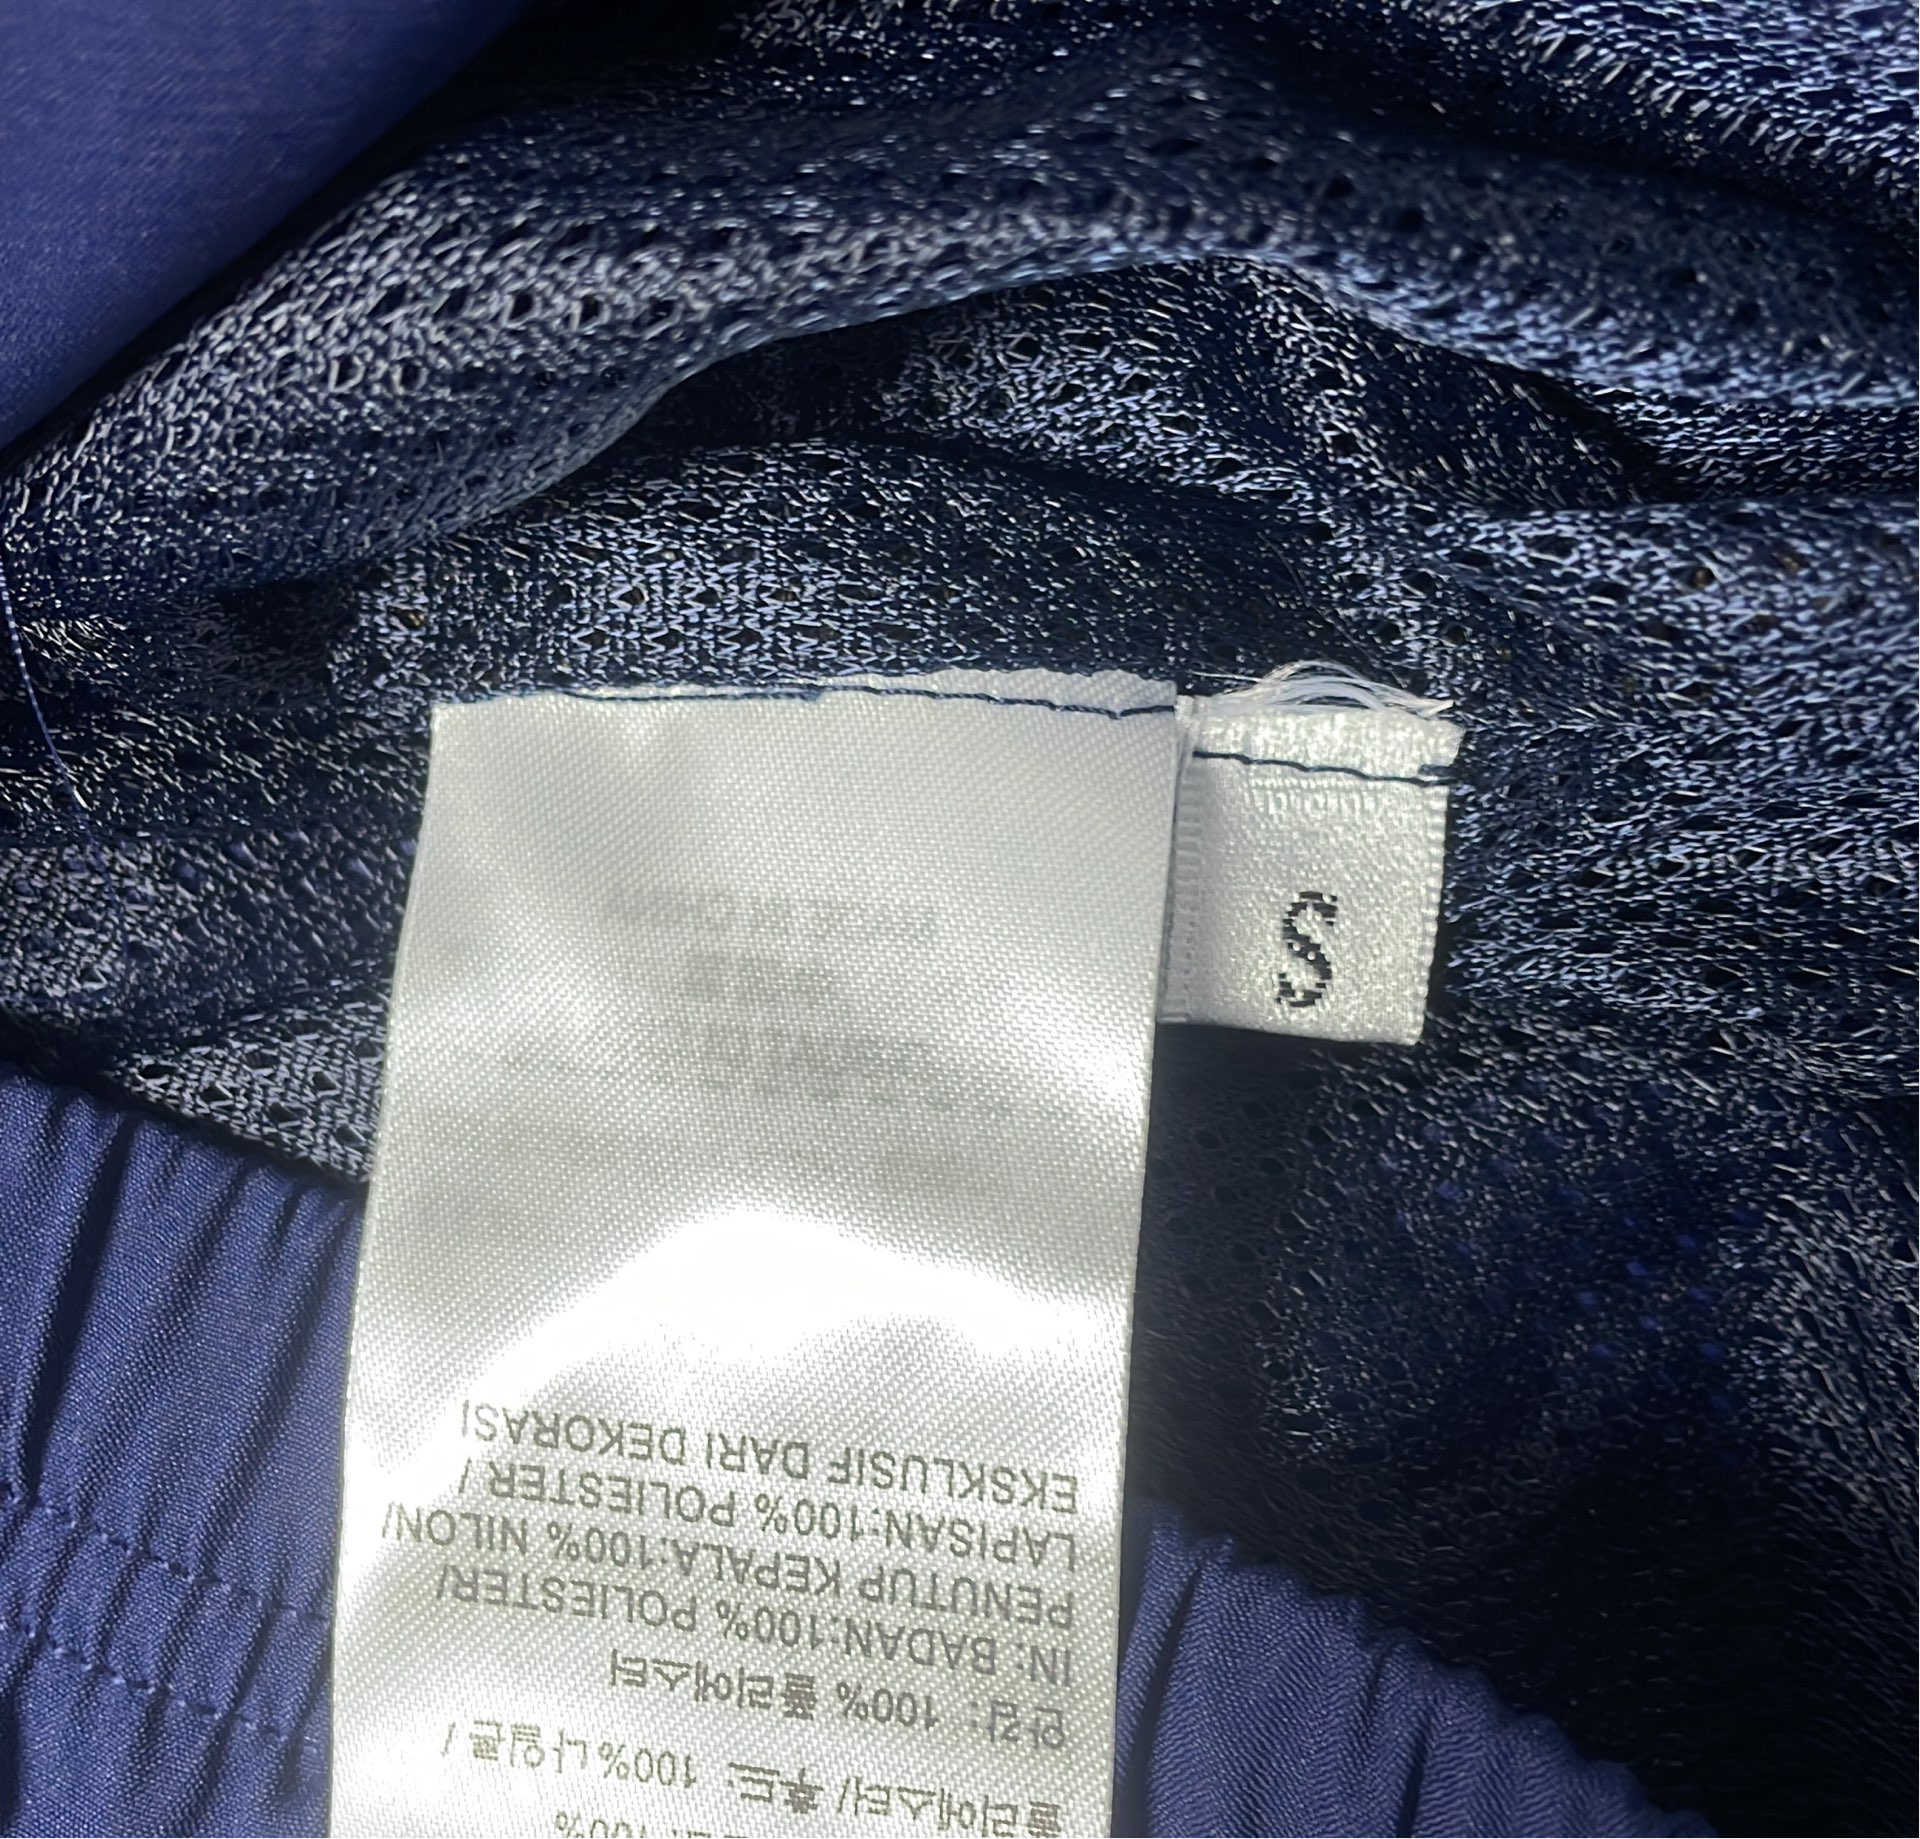 100%
폴리에스터/ 후드: 100%나일론/
안감: 100% 폴리에스터
IN: BADAN:100% POLIESTER/
PENUTUP KEPALA:100% NILON/
LAPISAN:100% POLIESTER /
EKSKLUSIF DARI DEKORASI
S